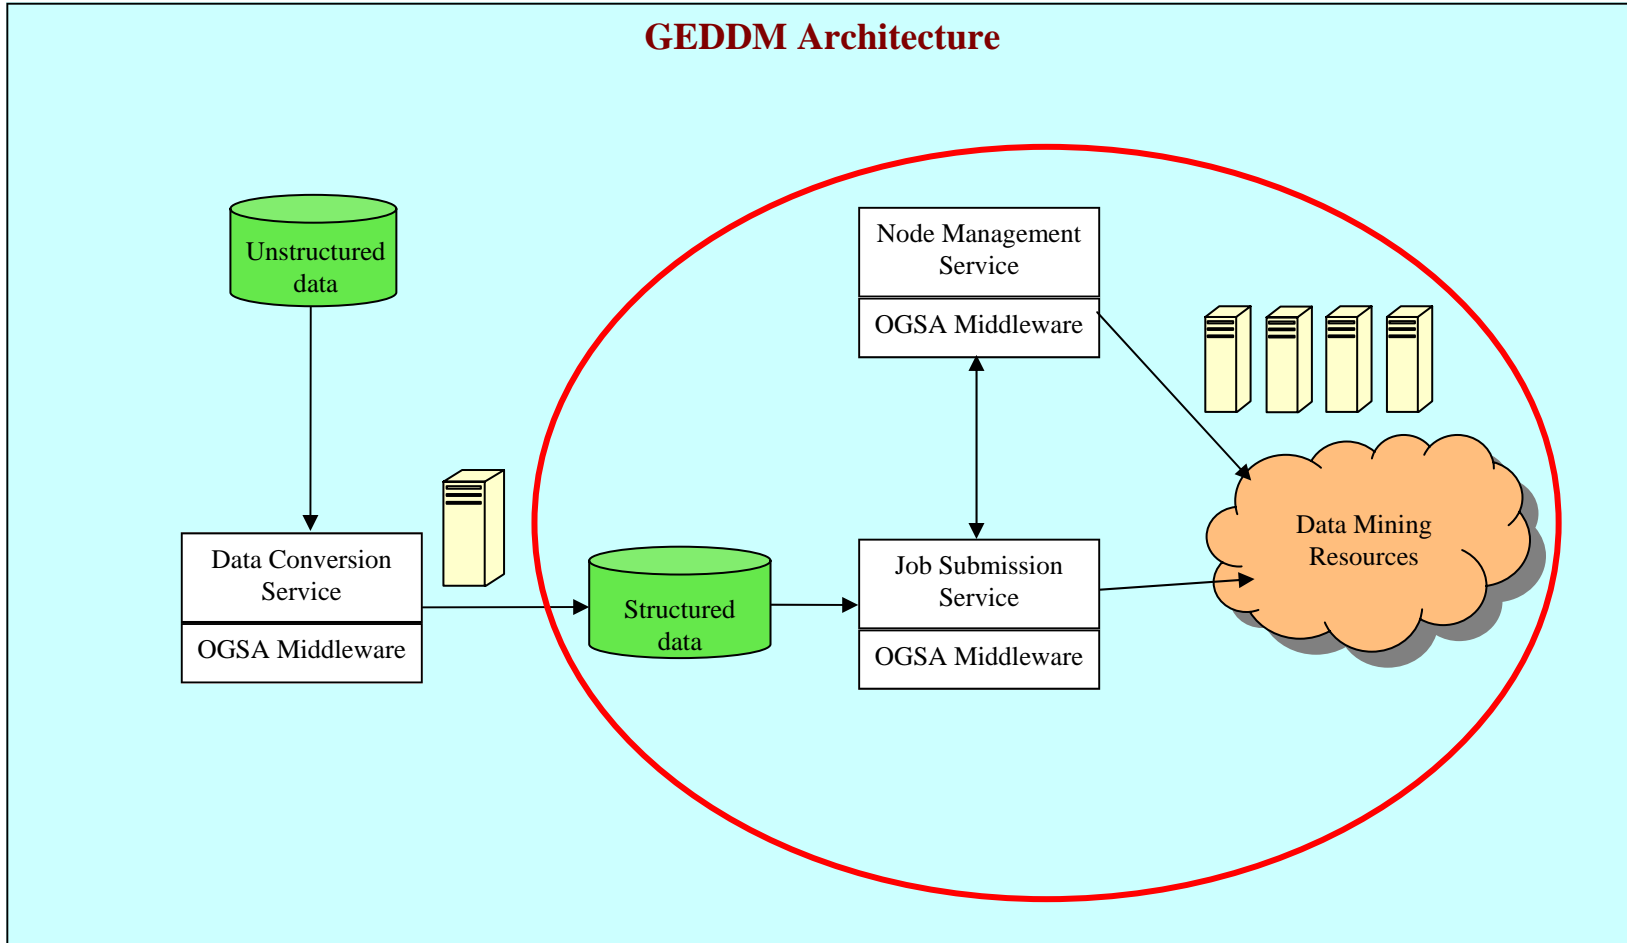 GEDDM Architecture
Unstructured
data
Node Management
Service
OGSA Middleware
Data Conversion
Service
OGSA Middleware
Structured
data
Job Submission
Service
OGSA Middleware
Data Mining
Resources